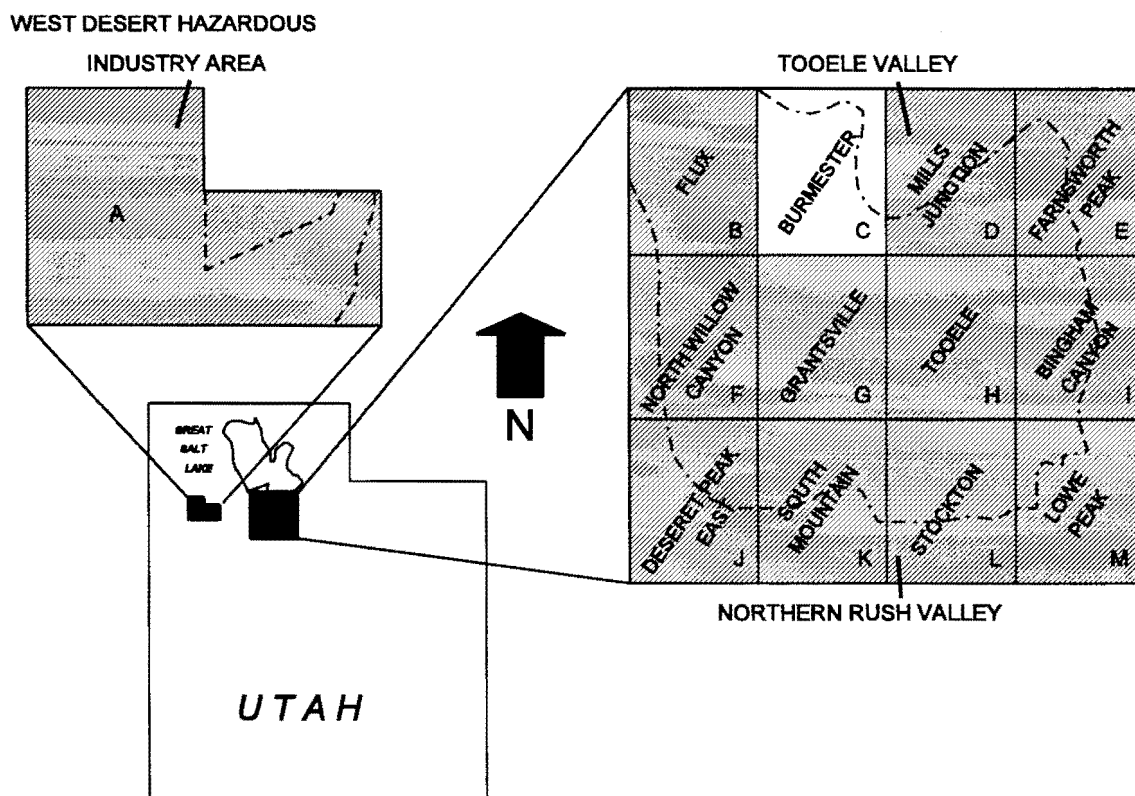 WEST DESERT HAZARDOUS
INDUSTRY AREA
A
TOOELE VALLEY
FLUX
B
BURMESTER
C
MILLS
JUNCTION
D
FARNSWORTH
PEAK
E
NORTH WILLOW
CANYON
F
GRANTSVILLE
G
TOOELE
H
BINGHAM
CANYON
I
DESERET PEAK
EAST
J
SOUTH
MOUNTAIN
K
STOCKTON
L
LOWE
PEAK
M
NORTHERN RUSH VALLEY
N
GREAT
SALT
LAKE
UTAH